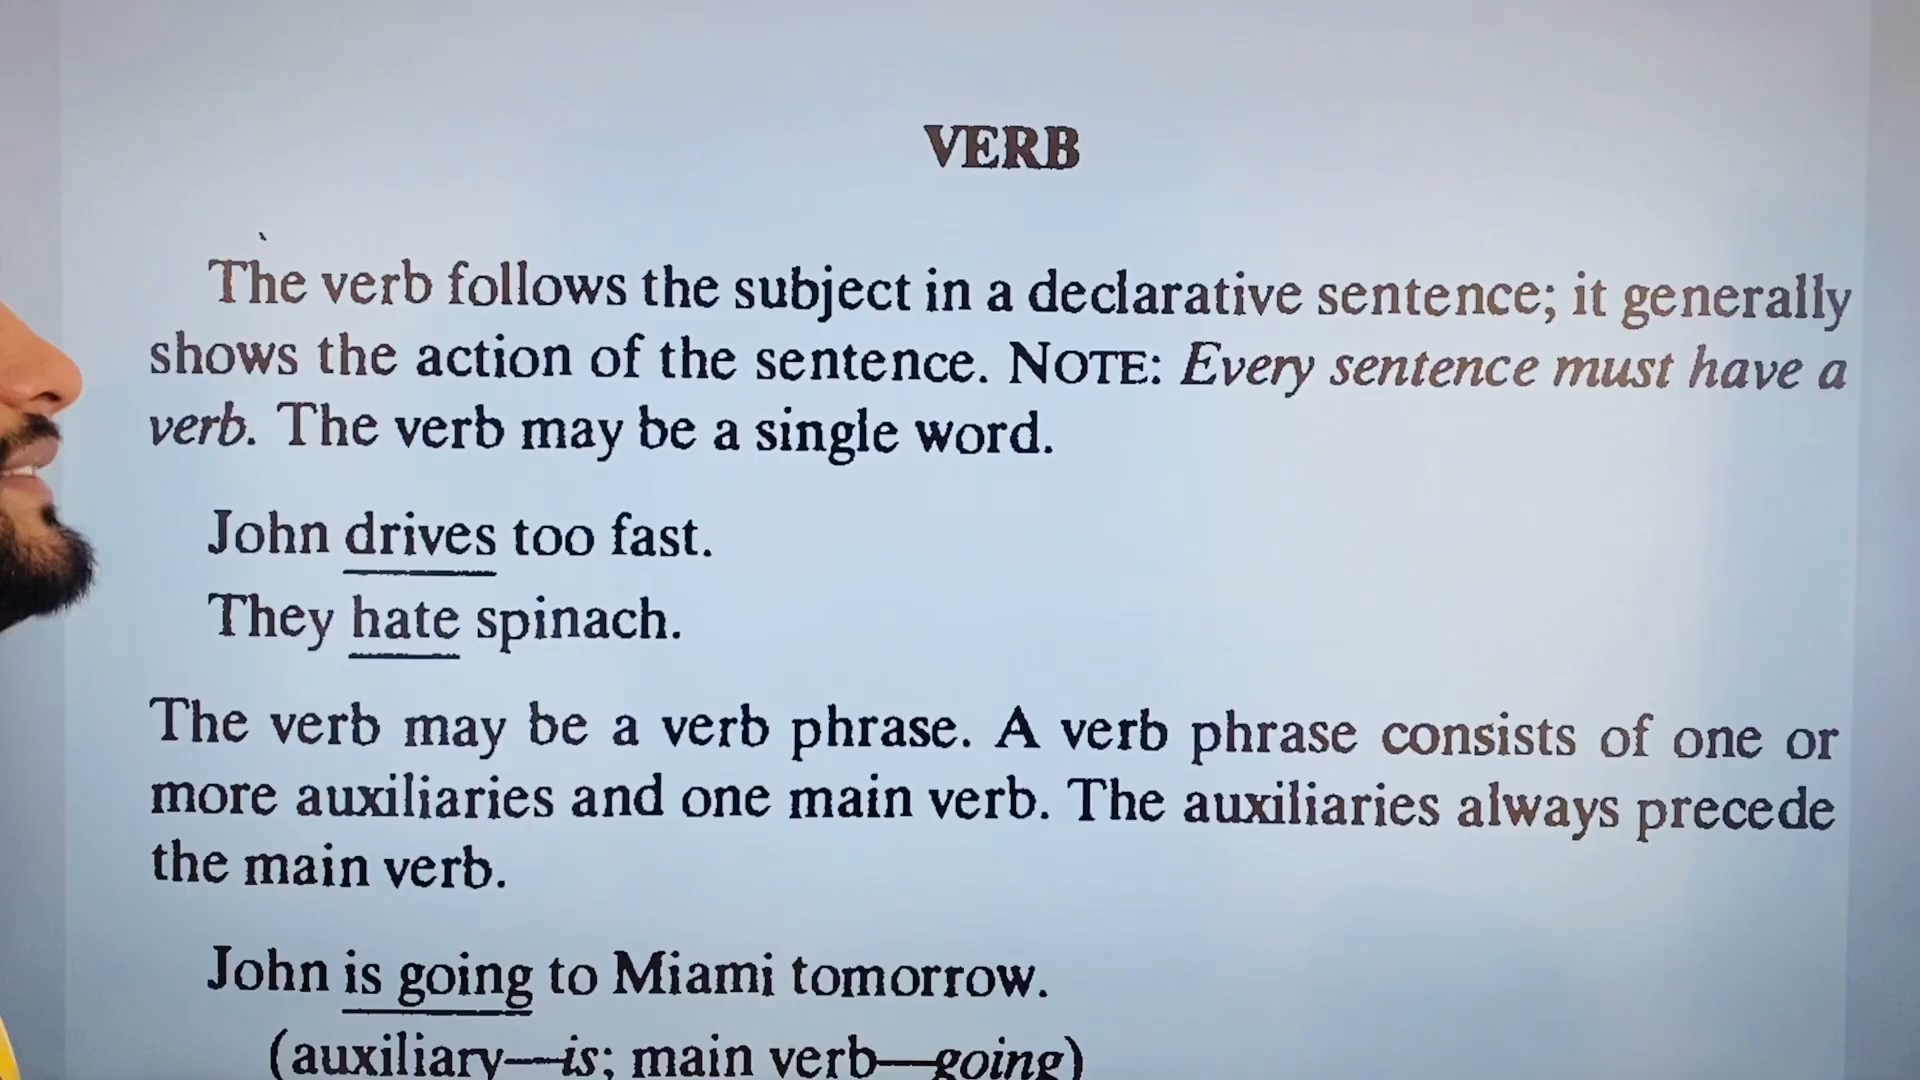 VERB
The verb follows the subject in a declarative sentence; it generally
shows the action of the sentence. NOTE: Every sentence must have a
verb. The verb may be a single word.
John drives too fast.
They hate spinach.
The verb may be a verb phrase. A verb phrase consists of one or
more auxiliaries and one main verb. The auxiliaries always precede
the main verb.
John is going to Miami tomorrow.
(auxiliary—is; main verb—going)